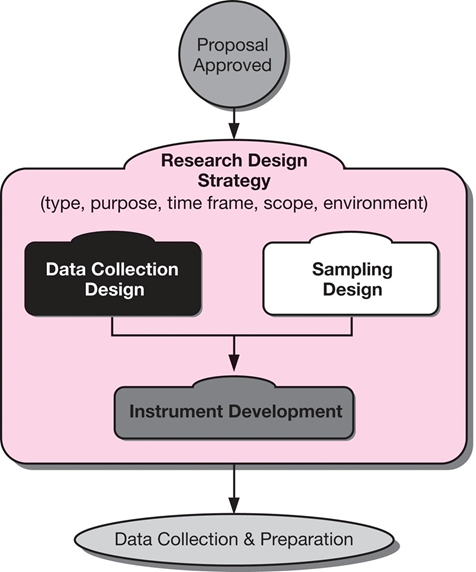 Proposal
Approved
Research Design
Strategy
(type, purpose, time frame, scope, environment)
Data Collection
Design
Sampling
Design
Instrument Development
Data Collection & Preparation